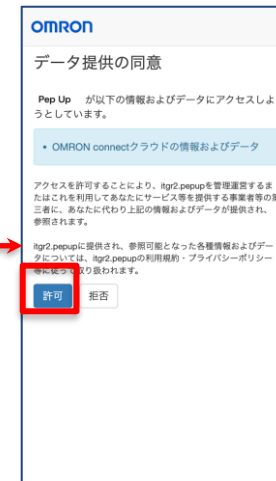 OMRON
データ提供の同意
Pep Up が以下の情報およびデータにアクセスしよ
うとしています。
• OMRON connectクラウドの情報およびデータ
アクセスを許可することにより、itgr2.pepupを管理運営するま
たはこれを利用してあなたにサービス等を提供する事業者等の第
三者に、あなたに代わり上記の情報およびデータが提供され、
参照されます。
itgr2.pepupに提供され、参照可能となった各種情報およびデー
タについては、itgr2.pepupの利用規約・プライバシーポリシー
等に従って取り扱われます。
許可 拒否